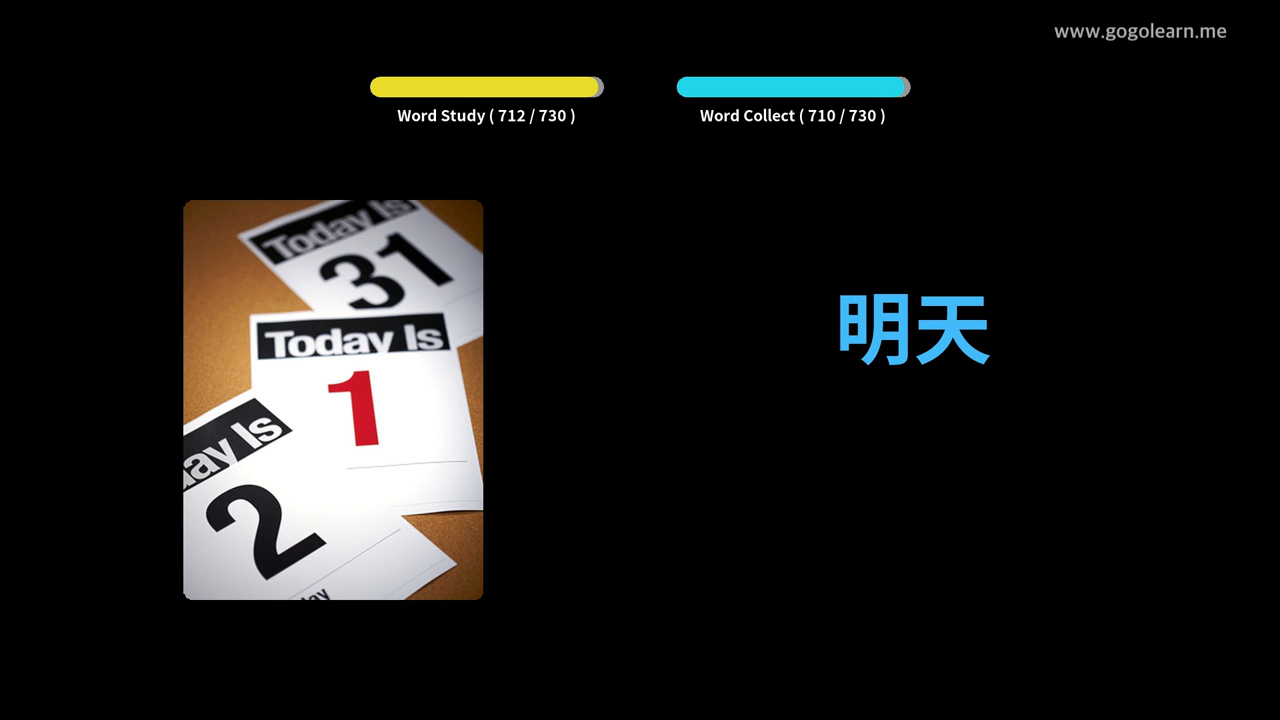 www.gogolearn.me
Word Study ( 712 / 730 )
Word Collect ( 710 / 730 )
Today Is
31
Today Is
1
ay Is
2
明天